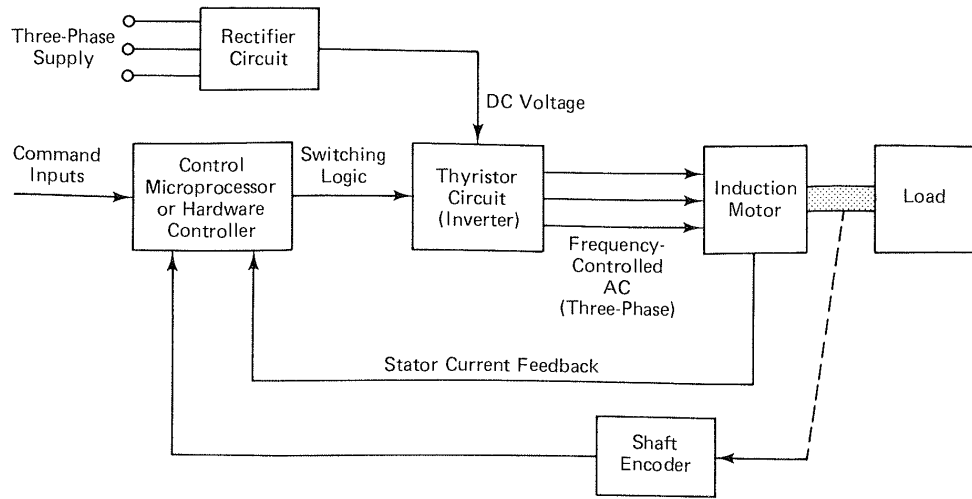 Three-Phase
Supply
Rectifier
Circuit
DC Voltage
Command
Inputs
Control
Microprocessor
or Hardware
Controller
Switching
Logic
Thyristor
Circuit
(Inverter)
Induction
Motor
Load
Frequency-
Controlled
AC
(Three-Phase)
Stator Current Feedback
Shaft
Encoder